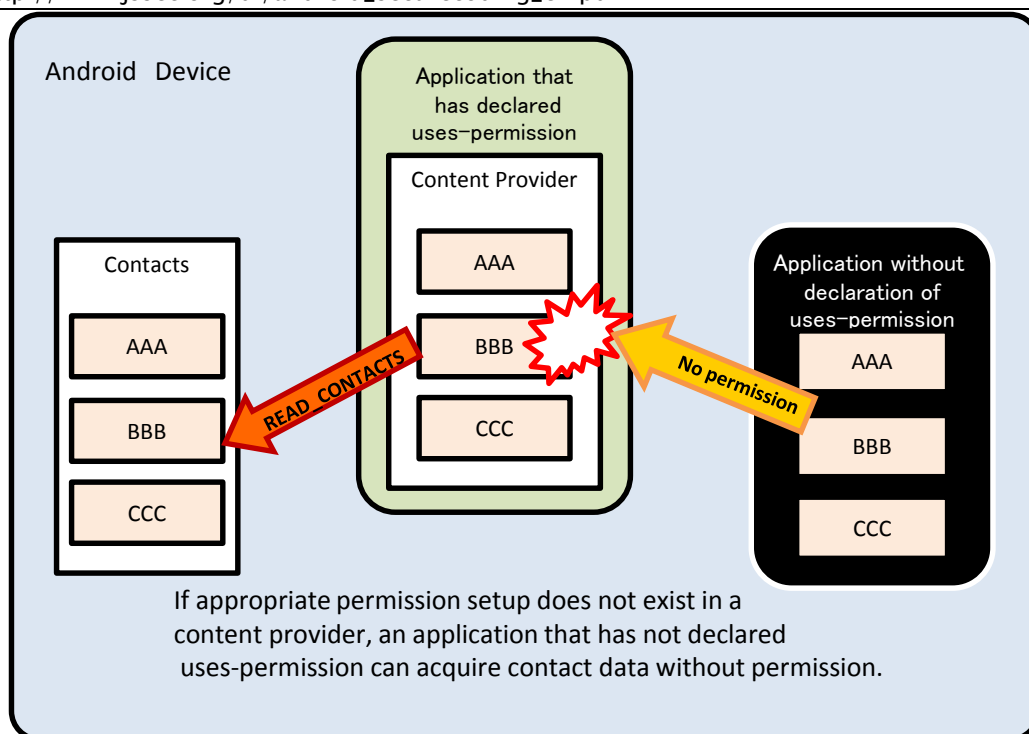 Android Device
Application that
has declared
uses-permission
Content Provider
AAA
BBB
CCC
Contacts
AAA
BBB
CCC
READ_CONTACTS
No permission
Application without
declaration of
uses-permission
AAA
BBB
CCC
If appropriate permission setup does not exist in a
content provider, an application that has not declared
uses-permission can acquire contact data without permission.